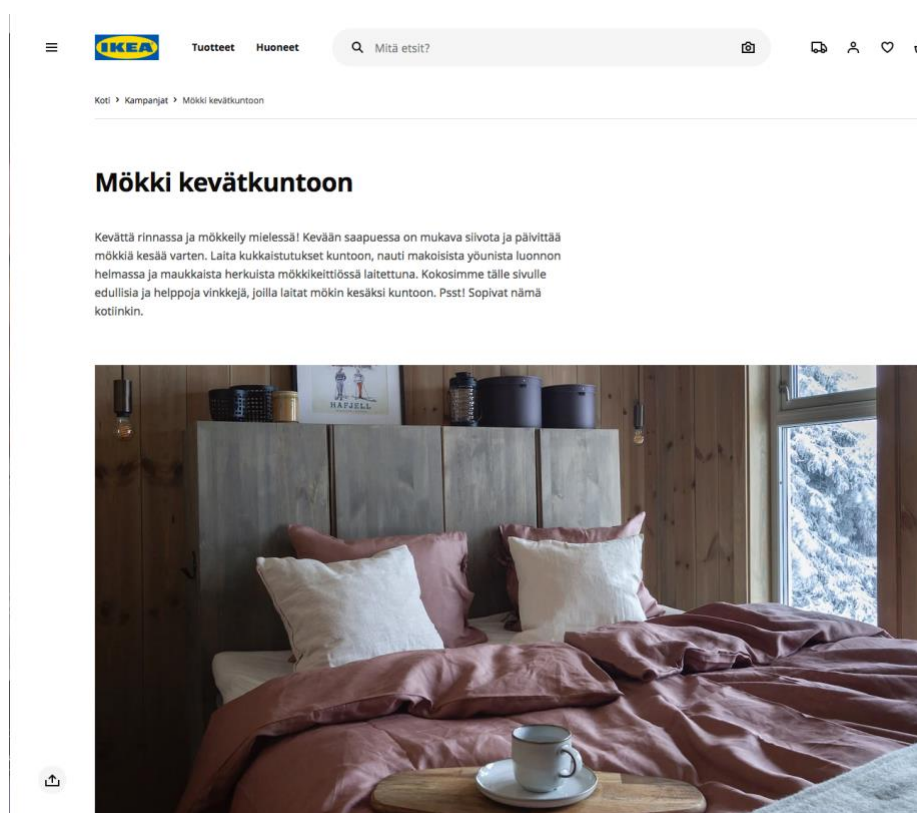 IKEA
Tuotteet
Huoneet
Mitä etsit?
Koti > Kampanjat > Mökki kevätkuntoon
Mökki kevätkuntoon
Kevättä rinnassa ja mökkeily mielessä! Kevään saapuessa on mukava siivota ja päivittää
mökkiä kesää varten. Laita kukkaistutukset kuntoon, nauti makoisista yöunista luonnon
helmassa ja maukkaista herkuista mökkikeittiössä laitettuna. Kokosimme tälle sivulle
edullisia ja helppoja vinkkejä, joilla laitat mökin kesäksi kuntoon. Psst! Sopivat nämä
kotiinkin.
HAFJELL